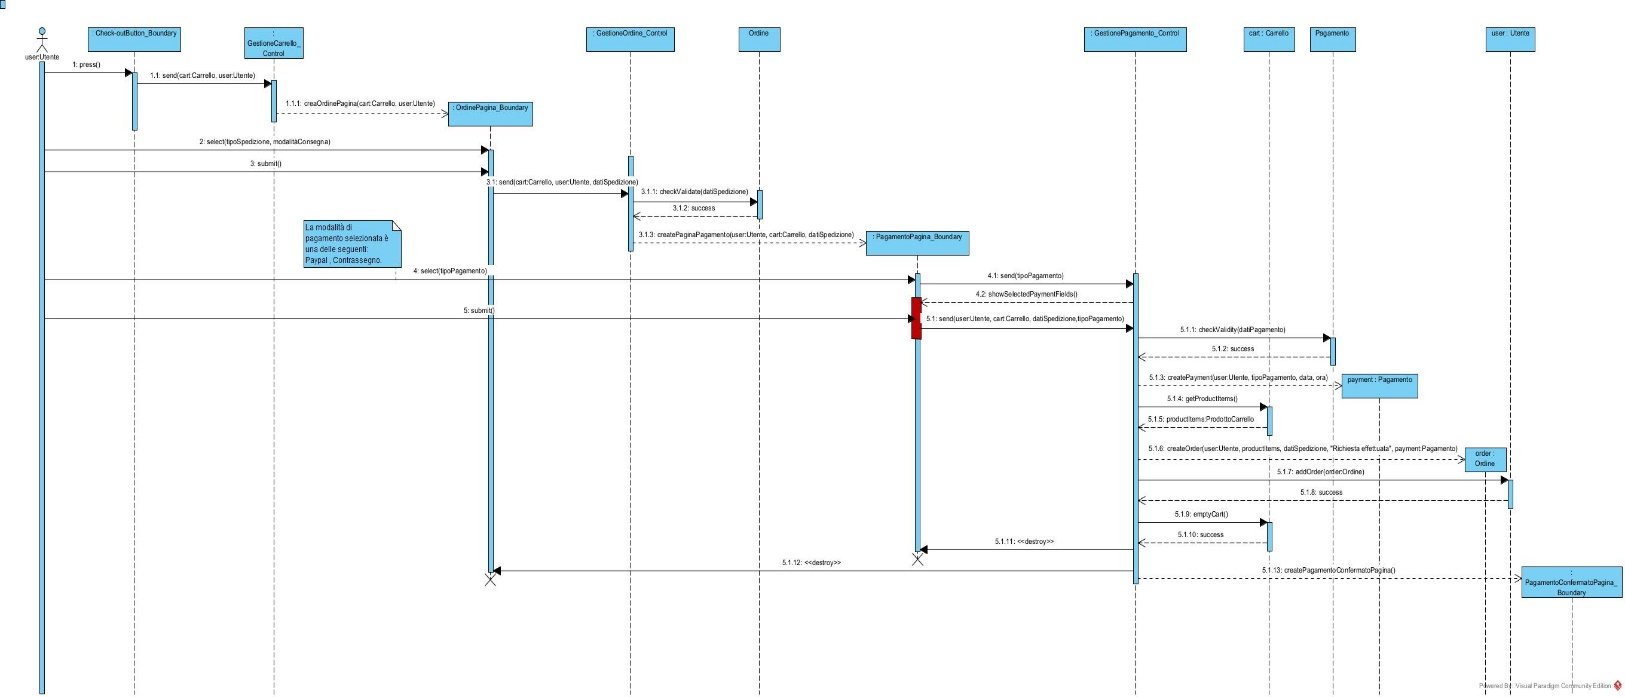 : Check-outButton_Boundary
:
GestioneCarrello_
Control
: GestioneOrdine_Control
Ordine
: GestionePagamento_Control
cart : Carrello
Pagamento
user : Utente
user:Utente
1: press()
1.1: send(cart:Carrello, user:Utente)
1.1.1: creaOrdinePagina(cart:Carrello, user:Utente)
: OrdinePagina_Boundary
2: select(tipoSpedizione, modalitàConsegna)
3: submit()
3.1: send(cart:Carrello, user:Utente, datiSpedizione)
3.1.1: checkValidate(datiSpedizione)
3.1.2: success
La modalità di
pagamento selezionata è
una delle seguenti:
Paypal , Contrassegno.
3.1.3: createPaginaPagamento(user:Utente, cart:Carrello, datiSpedizione)
: PagamentoPagina_Boundary
4: select(tipoPagamento)
4.1: send(tipoPagamento)
4.2: showSelectedPaymentFields()
5: submit()
5.1: send(user:Utente, cart:Carrello, datiSpedizione,tipoPagamento)
5.1.1: checkValidity(datiPagamento)
5.1.2: success
5.1.3: createPayment(user:Utente, tipoPagamento, data, ora)
payment : Pagamento
5.1.4: getProductItems()
5.1.5: productItems:ProdottoCarrello
5.1.6: createOrder(user:Utente, productItems, datiSpedizione, "Richiesta effettuata", payment:Pagamento)
order :
Ordine
5.1.7: addOrder(order:Ordine)
5.1.8: success
5.1.9: emptyCart()
5.1.10: success
5.1.11: <<destroy>>
5.1.12: <<destroy>>
5.1.13: createPagamentoConfermatoPagina()
:
PagamentoConfermatoPagina_
Boundary
Powered By: Visual Paradigm Community Edition